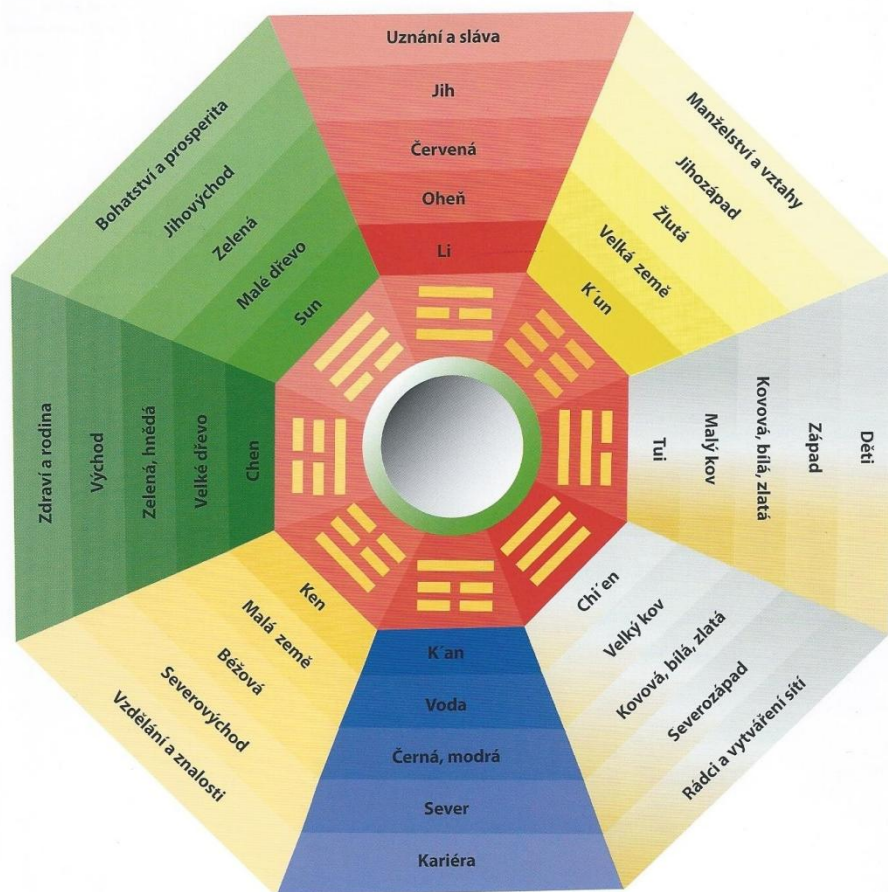 Uznání a sláva
Jih
Červená
Oheň
Li
Manželství a vztahy
Jihozápad
Žlutá
Velká země
K´un
Děti
Západ
Kovová, bílá, zlatá
Malý kov
Tui
Rádci a vytváření sítí
Severozápad
Kovová, bílá, zlatá
Velký kov
Chi´en
K´an
Voda
Černá, modrá
Sever
Kariéra
Ken
Malá země
Béžová
Severovýchod
Vzdělání a znalosti
Zdraví a rodina
Východ
Zelená, hnědá
Velké dřevo
Chen
Bohatství a prosperita
Jihovýchod
Zelená
Malé dřevo
Sun